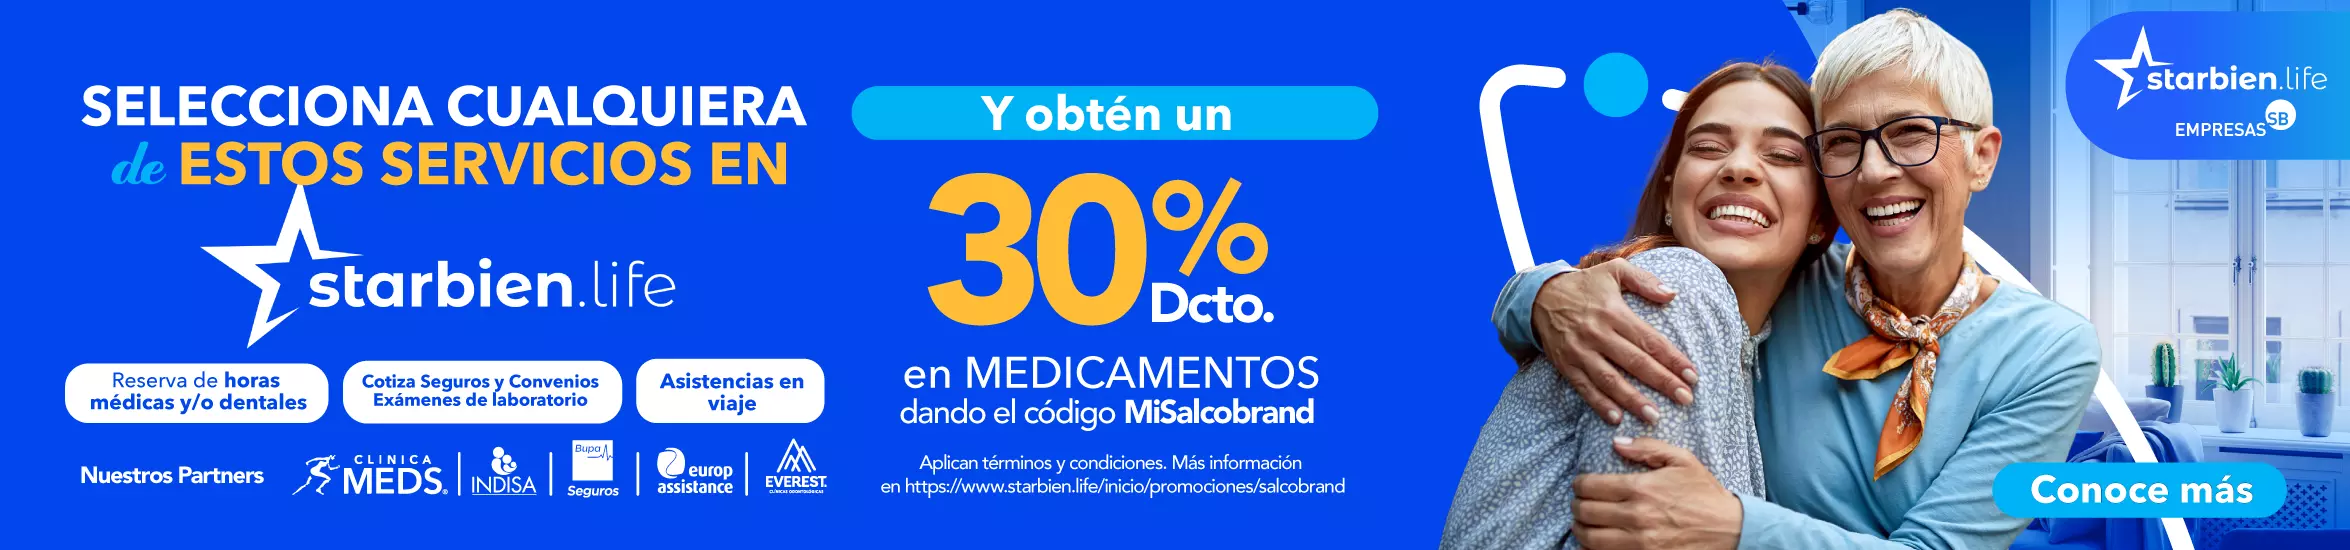 SELECCIONA CUALQUIERA
de ESTOS SERVICIOS EN
starbien.life
Reserva de horas
médicas y/o dentales
Cotiza Seguros y Convenios
Exámenes de laboratorio
Asistencias en
viaje
Nuestros Partners
CLINICA
MEDS®
INDISA
Bupa
Seguros
europ
assistance
EVEREST
CLÍNICAS ODONTOLÓGICAS
Y obtén un
30%
Dcto.
en MEDICAMENTOS
dando el código MiSalcobrand
Aplican términos y condiciones. Más información
en https://www.starbien.life/inicio/promociones/salcobrand
starbien.life
EMPRESAS SB
Conoce más